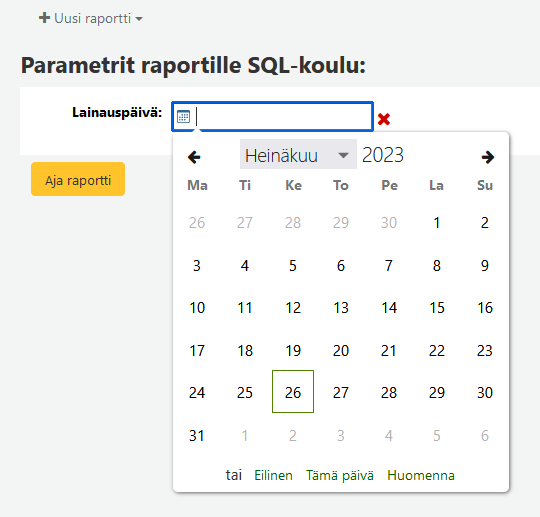 Uusi raportti
Parametrit raportille SQL-koulu:
Lainauspäivä:
Aja raportti
Heinäkuu 2023
Ma Ti Ke To Pe La Su
26 27 28 29 30 1 2
3 4 5 6 7 8 9
10 11 12 13 14 15 16
17 18 19 20 21 22 23
24 25 26 27 28 29 30
31 1 2 3 4 5 6
tai Eilinen Tämä päivä Huomenna